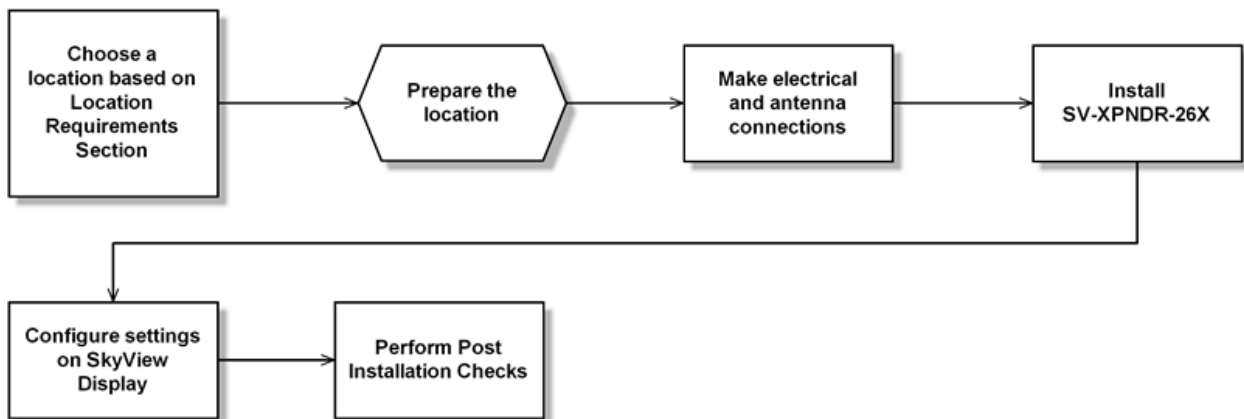 Choose a
location based on
Location
Requirements
Section
Prepare the
location
Make electrical
and antenna
connections
Install
SV-XPNDR-26X
Configure settings
on SkyView
Display
Perform Post
Installation Checks